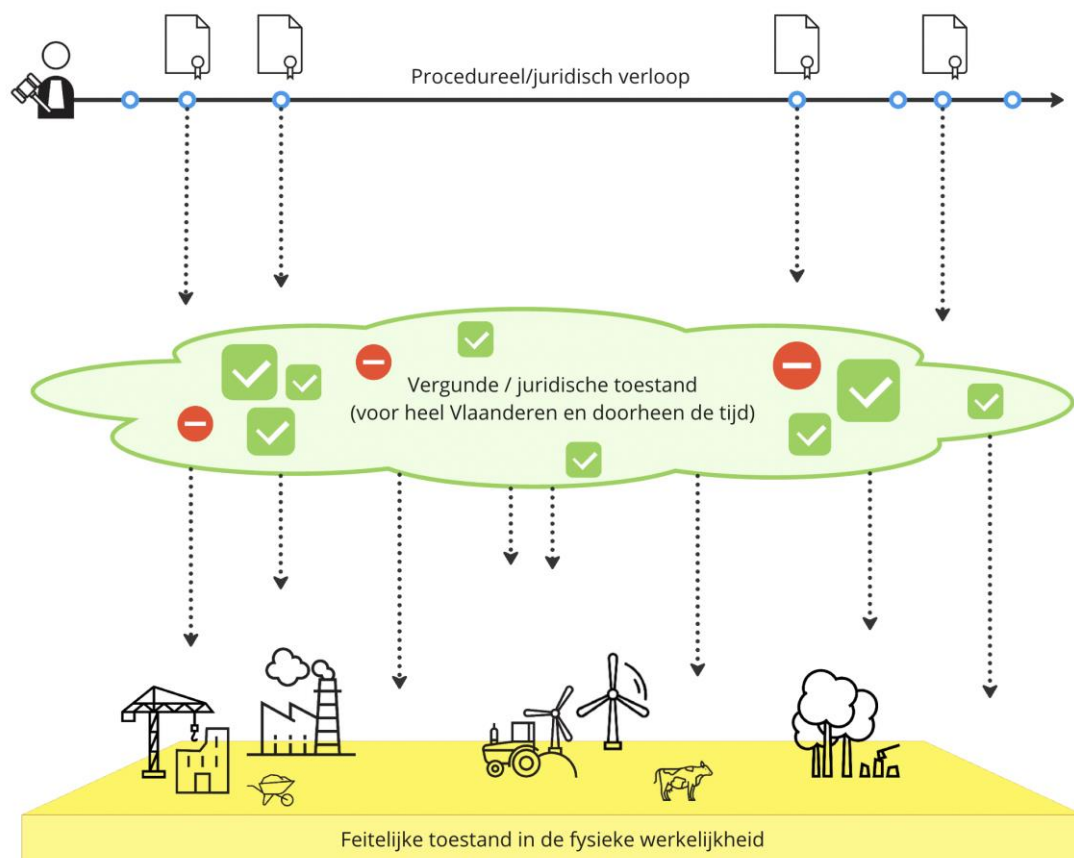 Procedureel/juridisch verloop
Vergunde / juridische toestand
(voor heel Vlaanderen en doorheen de tijd)
Feitelijke toestand in de fysieke werkelijkheid